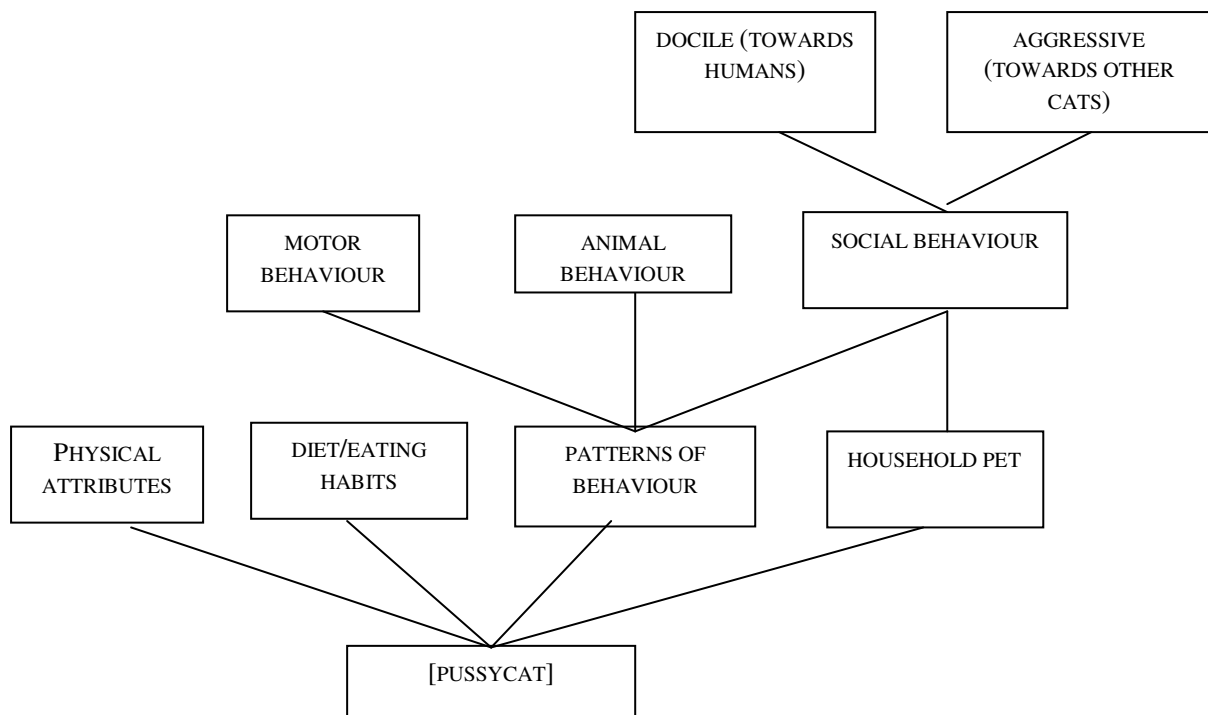 DOCILE (TOWARDS
HUMANS)
AGGRESSIVE
(TOWARDS OTHER
CATS)
MOTOR
BEHAVIOUR
ANIMAL
BEHAVIOUR
SOCIAL BEHAVIOUR
PHYSICAL
ATTRIBUTES
DIET/EATING
HABITS
PATTERNS OF
BEHAVIOUR
HOUSEHOLD PET
[PUSSYCAT]